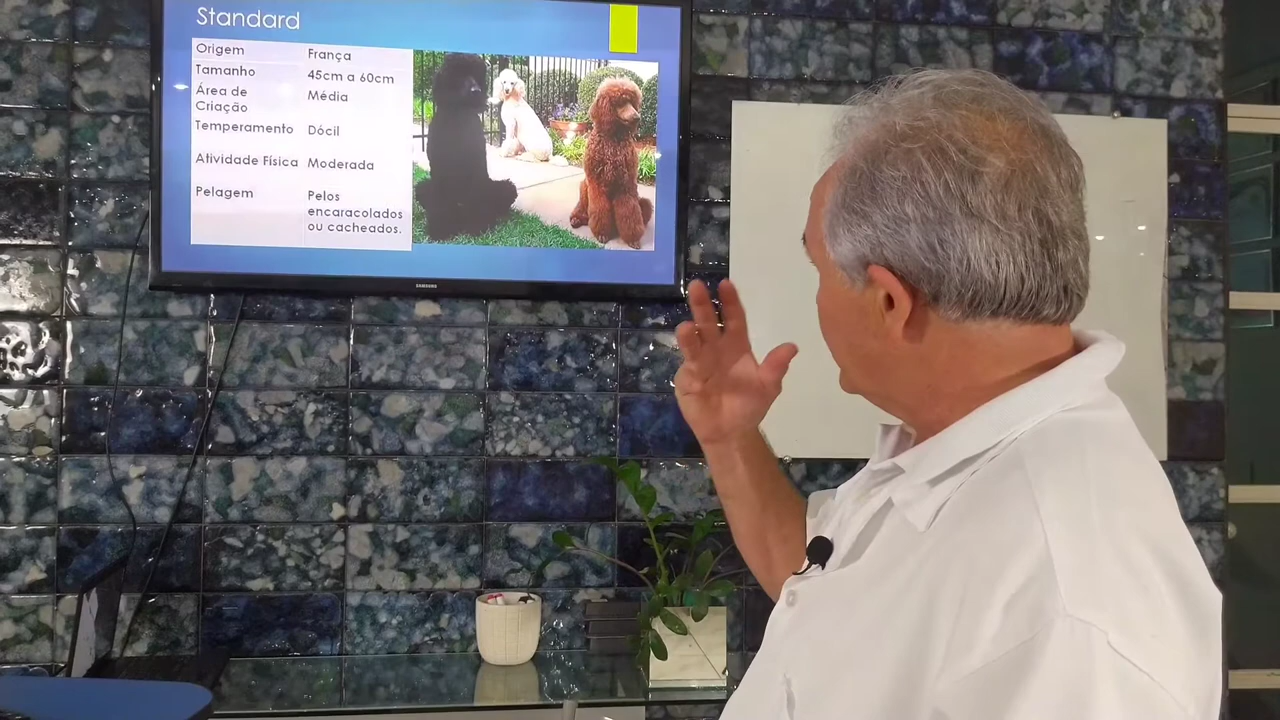 Standard
Origem França
Tamanho 45cm a 60cm
Área de Média
Criação
Temperamento Dócil
Atividade Física Moderada
Pelagem Pelos
encaracolados
ou cacheados.
SAMSUNG